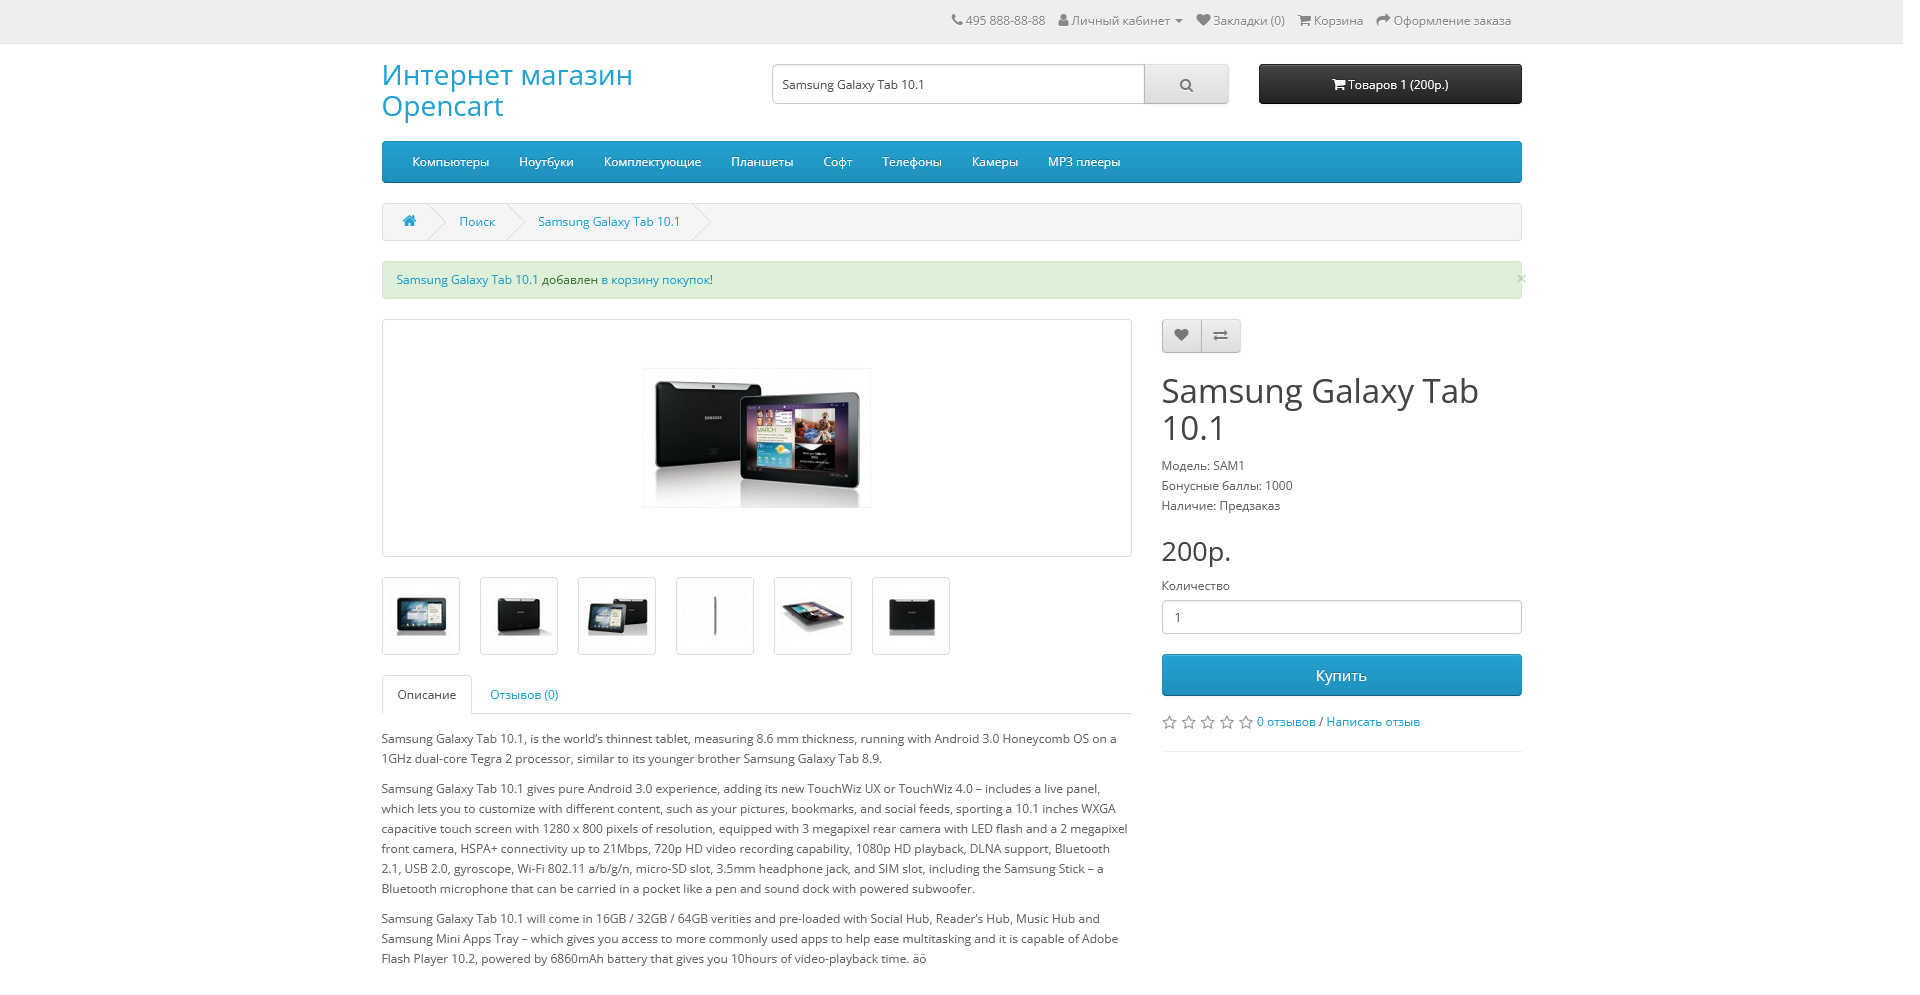 495 888-88-88 Личный кабинет Закладки (0) Корзина Оформление заказа
Интернет магазин
Opencart
Samsung Galaxy Tab 10.1
Товаров 1 (200р.)
Компьютеры Ноутбуки Комплектующие Планшеты Софт Телефоны Камеры MP3 плееры
Поиск Samsung Galaxy Tab 10.1
Samsung Galaxy Tab 10.1 добавлен в корзину покупок!
×
SAMSUNG
MARCH 22
Samsung Galaxy Tab
10.1
Модель: SAM1
Бонусные баллы: 1000
Наличие: Предзаказ
200р.
Количество
1
Купить
0 отзывов / Написать отзыв
Описание Отзывов (0)
Samsung Galaxy Tab 10.1, is the world’s thinnest tablet, measuring 8.6 mm thickness, running with Android 3.0 Honeycomb OS on a
1GHz dual-core Tegra 2 processor, similar to its younger brother Samsung Galaxy Tab 8.9.
Samsung Galaxy Tab 10.1 gives pure Android 3.0 experience, adding its new TouchWiz UX or TouchWiz 4.0 – includes a live panel,
which lets you to customize with different content, such as your pictures, bookmarks, and social feeds, sporting a 10.1 inches WXGA
capacitive touch screen with 1280 x 800 pixels of resolution, equipped with 3 megapixel rear camera with LED flash and a 2 megapixel
front camera, HSPA+ connectivity up to 21Mbps, 720p HD video recording capability, 1080p HD playback, DLNA support, Bluetooth
2.1, USB 2.0, gyroscope, Wi-Fi 802.11 a/b/g/n, micro-SD slot, 3.5mm headphone jack, and SIM slot, including the Samsung Stick – a
Bluetooth microphone that can be carried in a pocket like a pen and sound dock with powered subwoofer.
Samsung Galaxy Tab 10.1 will come in 16GB / 32GB / 64GB verities and pre-loaded with Social Hub, Reader’s Hub, Music Hub and
Samsung Mini Apps Tray – which gives you access to more commonly used apps to help ease multitasking and it is capable of Adobe
Flash Player 10.2, powered by 6860mAh battery that gives you 10hours of video-playback time. äö